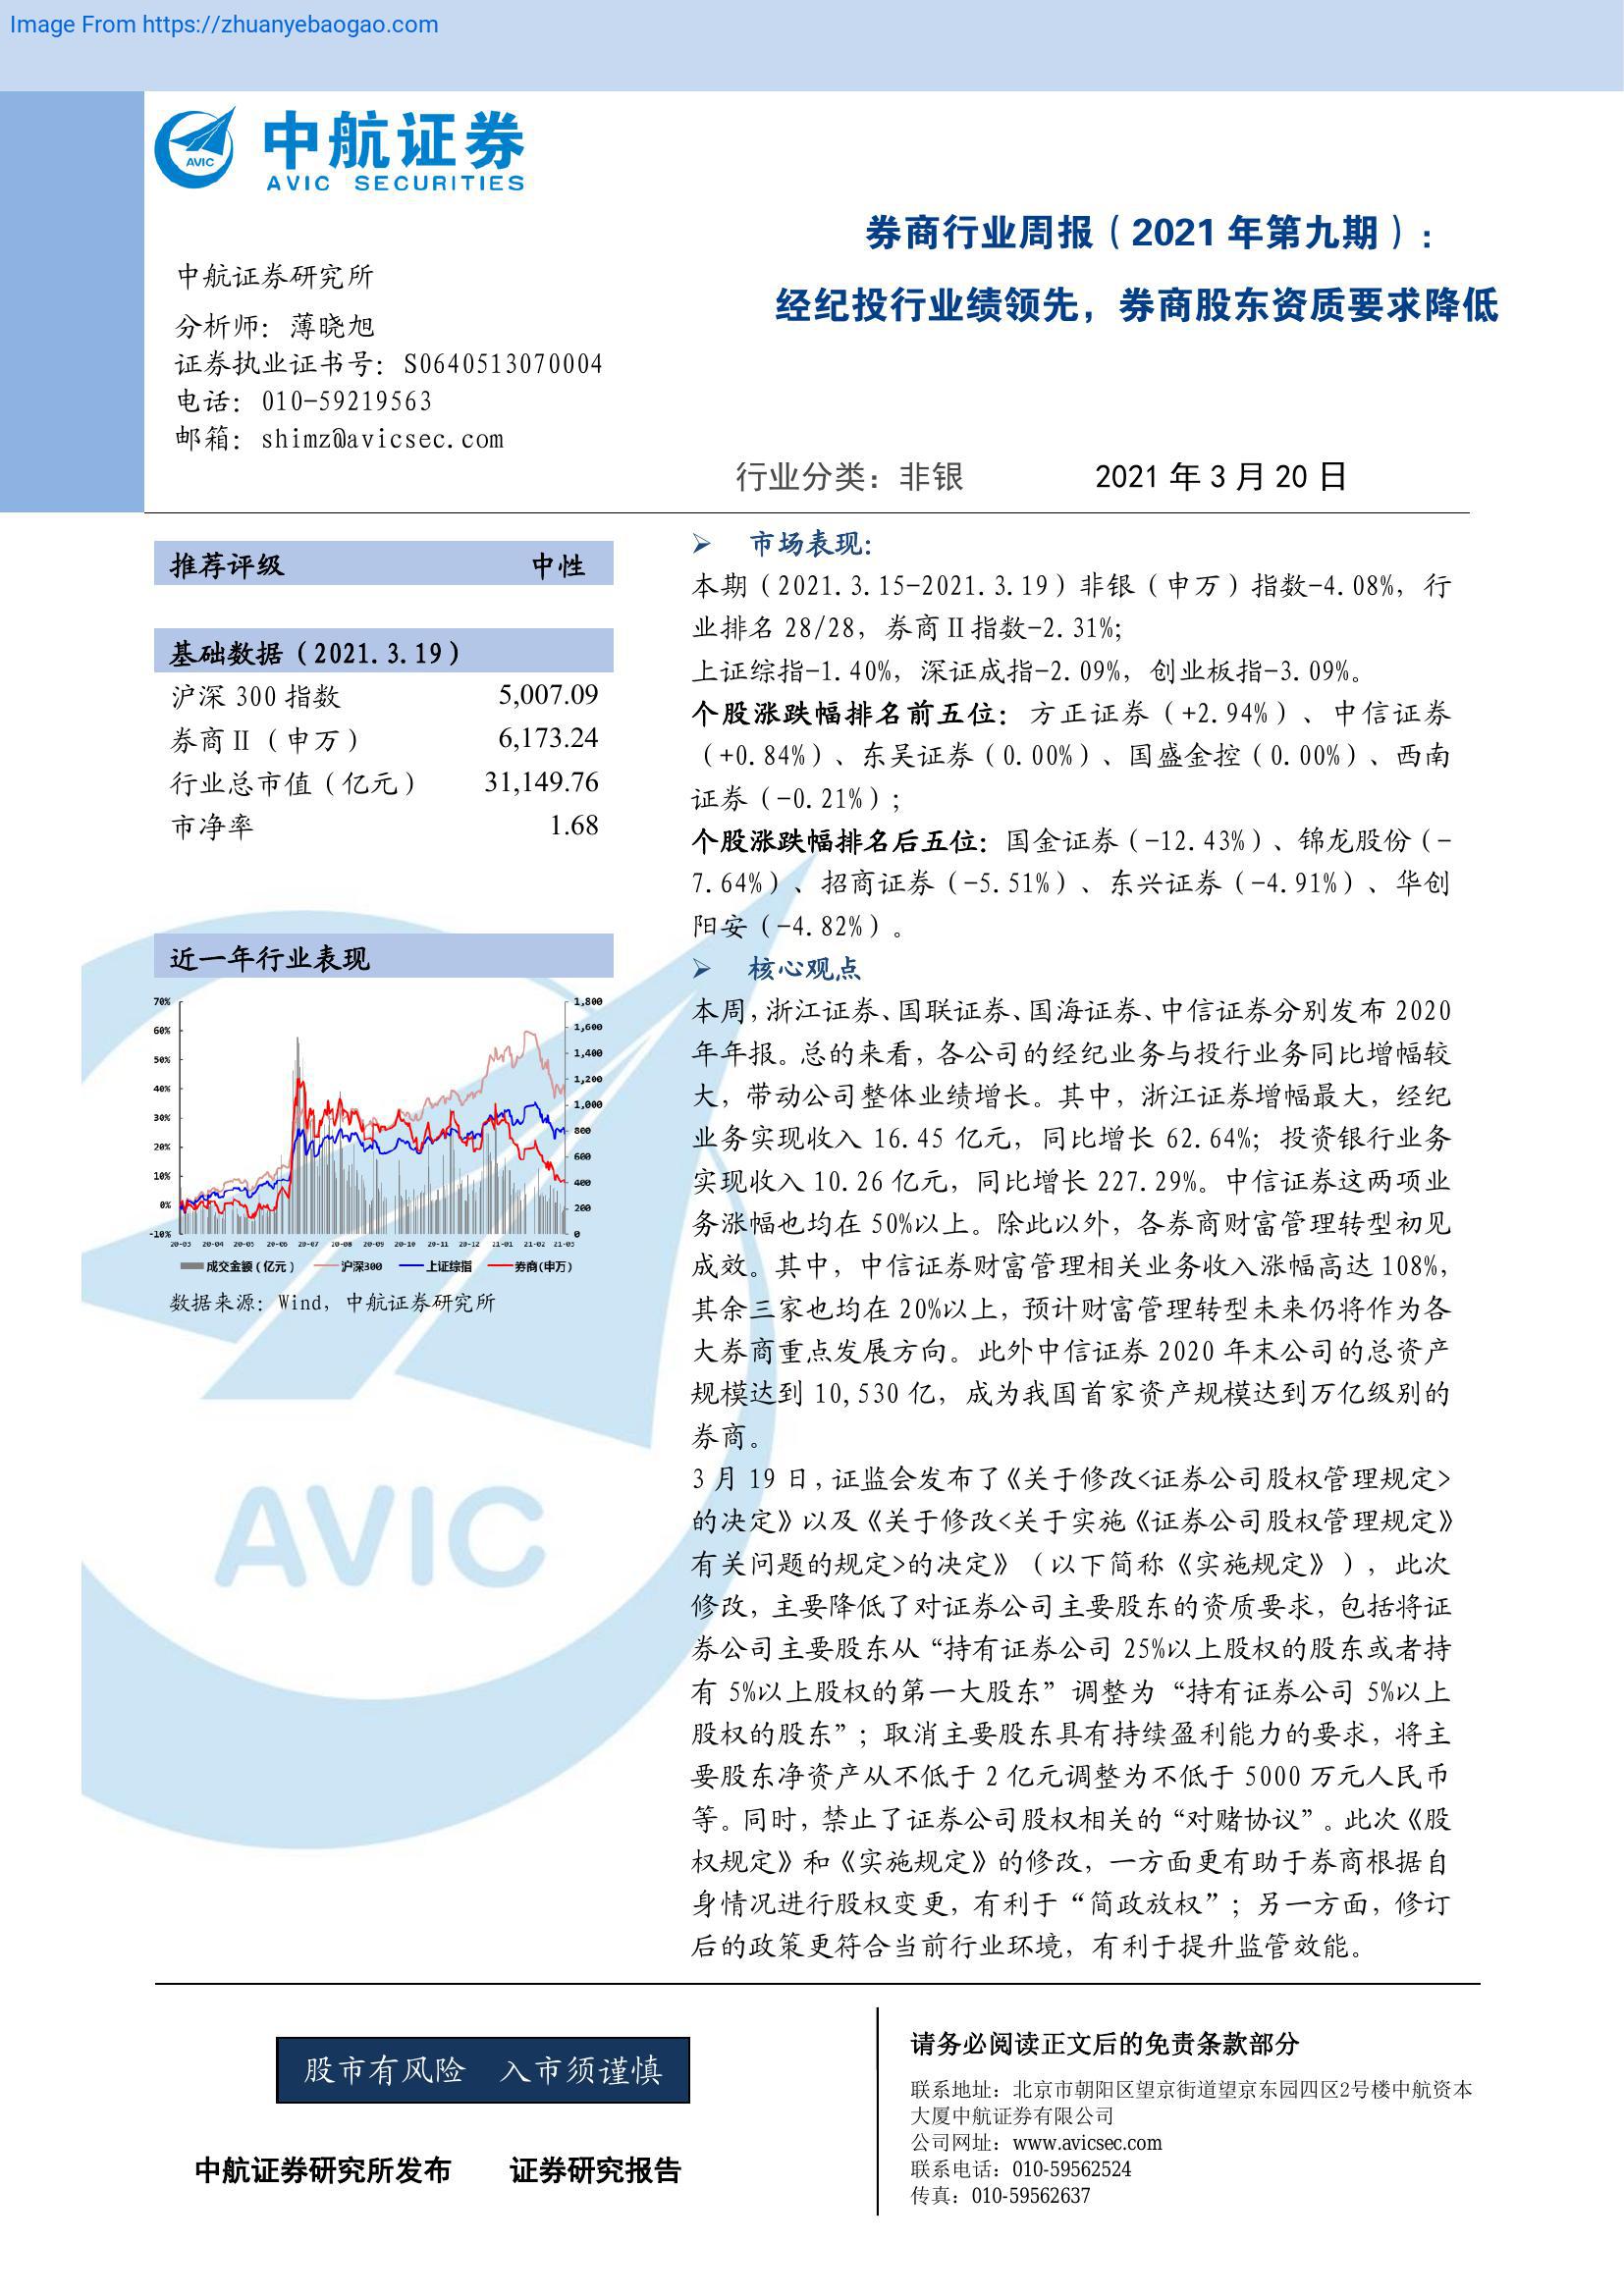 Image From https://zhuanyebaogao.com
AVIC
中航证券
AVIC SECURITIES
券商行业周报（2021 年第九期）：
经纪投行业绩领先，券商股东资质要求降低
中航证券研究所
分析师：薄晓旭
证券执业证书号：S0640513070004
电话：010-59219563
邮箱：shimz@avicsec.com
行业分类：非银 2021 年 3 月 20 日
推荐评级 中性
基础数据（2021.3.19）
沪深 300 指数 5,007.09
券商Ⅱ（申万） 6,173.24
行业总市值（亿元） 31,149.76
市净率 1.68
近一年行业表现
70% 1,800
60% 1,600
50% 1,400
40% 1,200
30% 1,000
20% 800
10% 600
0% 400
-10% 200
0
20-03 20-04 20-05 20-06 20-07 20-08 20-09 20-10 20-11 20-12 21-01 21-02 21-03
成交金额（亿元） 沪深300 上证综指 券商(申万)
数据来源：Wind，中航证券研究所
AVIC
➢ 市场表现：
本期（2021.3.15-2021.3.19）非银（申万）指数-4.08%，行
业排名 28/28，券商Ⅱ指数-2.31%；
上证综指-1.40%，深证成指-2.09%，创业板指-3.09%。
个股涨跌幅排名前五位：方正证券（+2.94%）、中信证券
（+0.84%）、东吴证券（0.00%）、国盛金控（0.00%）、西南
证券（-0.21%）；
个股涨跌幅排名后五位：国金证券（-12.43%）、锦龙股份（-
7.64%）、招商证券（-5.51%）、东兴证券（-4.91%）、华创
阳安（-4.82%）。
➢ 核心观点
本周，浙江证券、国联证券、国海证券、中信证券分别发布 2020
年年报。总的来看，各公司的经纪业务与投行业务同比增幅较
大，带动公司整体业绩增长。其中，浙江证券增幅最大，经纪
业务实现收入 16.45 亿元，同比增长 62.64%；投资银行业务
实现收入 10.26 亿元，同比增长 227.29%。中信证券这两项业
务涨幅也均在 50%以上。除此以外，各券商财富管理转型初见
成效。其中，中信证券财富管理相关业务收入涨幅高达 108%，
其余三家也均在 20%以上，预计财富管理转型未来仍将作为各
大券商重点发展方向。此外中信证券 2020 年末公司的总资产
规模达到 10,530 亿，成为我国首家资产规模达到万亿级别的
券商。
3 月 19 日，证监会发布了《关于修改<证券公司股权管理规定>
的决定》以及《关于修改<关于实施《证券公司股权管理规定》
有关问题的规定>的决定》（以下简称《实施规定》），此次
修改，主要降低了对证券公司主要股东的资质要求，包括将证
券公司主要股东从“持有证券公司 25%以上股权的股东或者持
有 5%以上股权的第一大股东”调整为“持有证券公司 5%以上
股权的股东”；取消主要股东具有持续盈利能力的要求，将主
要股东净资产从不低于 2 亿元调整为不低于 5000 万元人民币
等。同时，禁止了证券公司股权相关的“对赌协议”。此次《股
权规定》和《实施规定》的修改，一方面更有助于券商根据自
身情况进行股权变更，有利于“简政放权”；另一方面，修订
后的政策更符合当前行业环境，有利于提升监管效能。
股市有风险 入市须谨慎
中航证券研究所发布 证券研究报告
请务必阅读正文后的免责条款部分
联系地址：北京市朝阳区望京街道望京东园四区2号楼中航资本
大厦中航证券有限公司
公司网址：www.avicsec.com
联系电话：010-59562524
传真：010-59562637